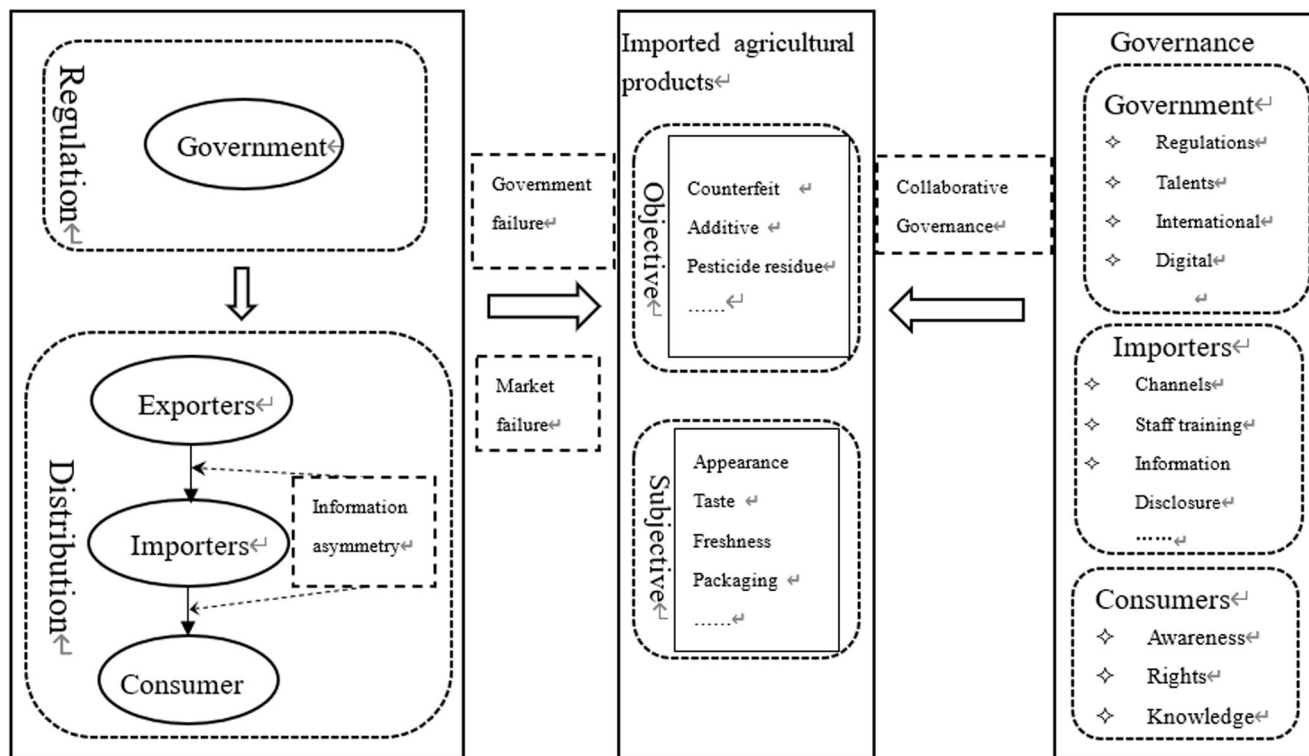 Regulation↵
Government↵
Distribution↵
Exporters↵
Importers↵
Consumer
Information
asymmetry↵
Government
failure↵
Market
failure↵
Imported agricultural
products↵
Objective↵
Counterfeit ↵
Additive ↵
Pesticide residue↵
......↵
Subjective↵
Appearance
Taste ↵
Freshness
Packaging ↵
......↵
Collaborative
Governance↵
Governance
Government↵
✧ Regulations↵
✧ Talents↵
✧ International↵
✧ Digital↵
↵
Importers↵
✧ Channels↵
✧ Staff training↵
✧ Information
Disclosure↵
......↵
Consumers↵
✧ Awareness↵
✧ Rights↵
✧ Knowledge↵